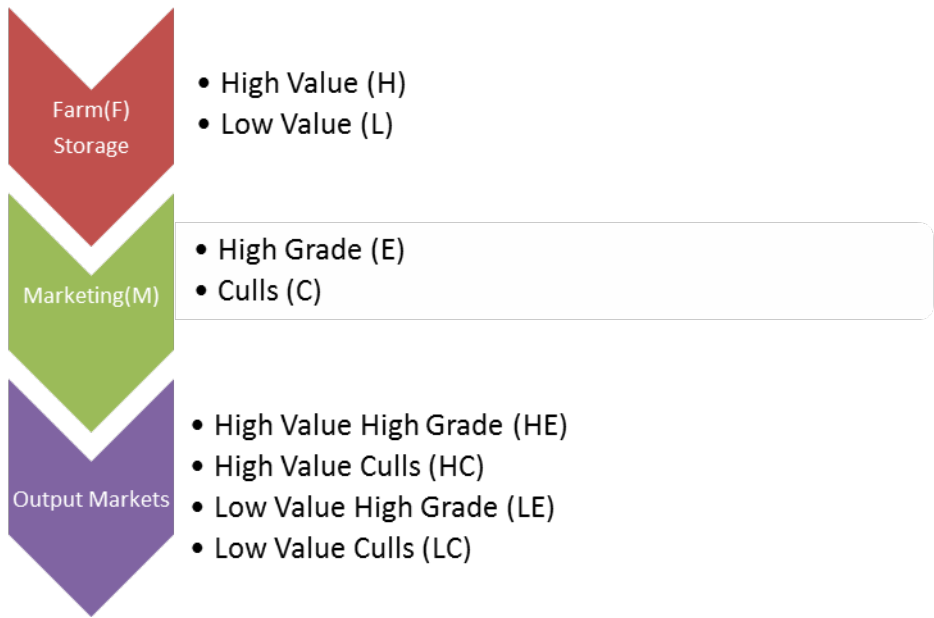 Farm(F)
Storage
• High Value (H)
• Low Value (L)
Marketing(M)
• High Grade (E)
• Culls (C)
Output Markets
• High Value High Grade (HE)
• High Value Culls (HC)
• Low Value High Grade (LE)
• Low Value Culls (LC)